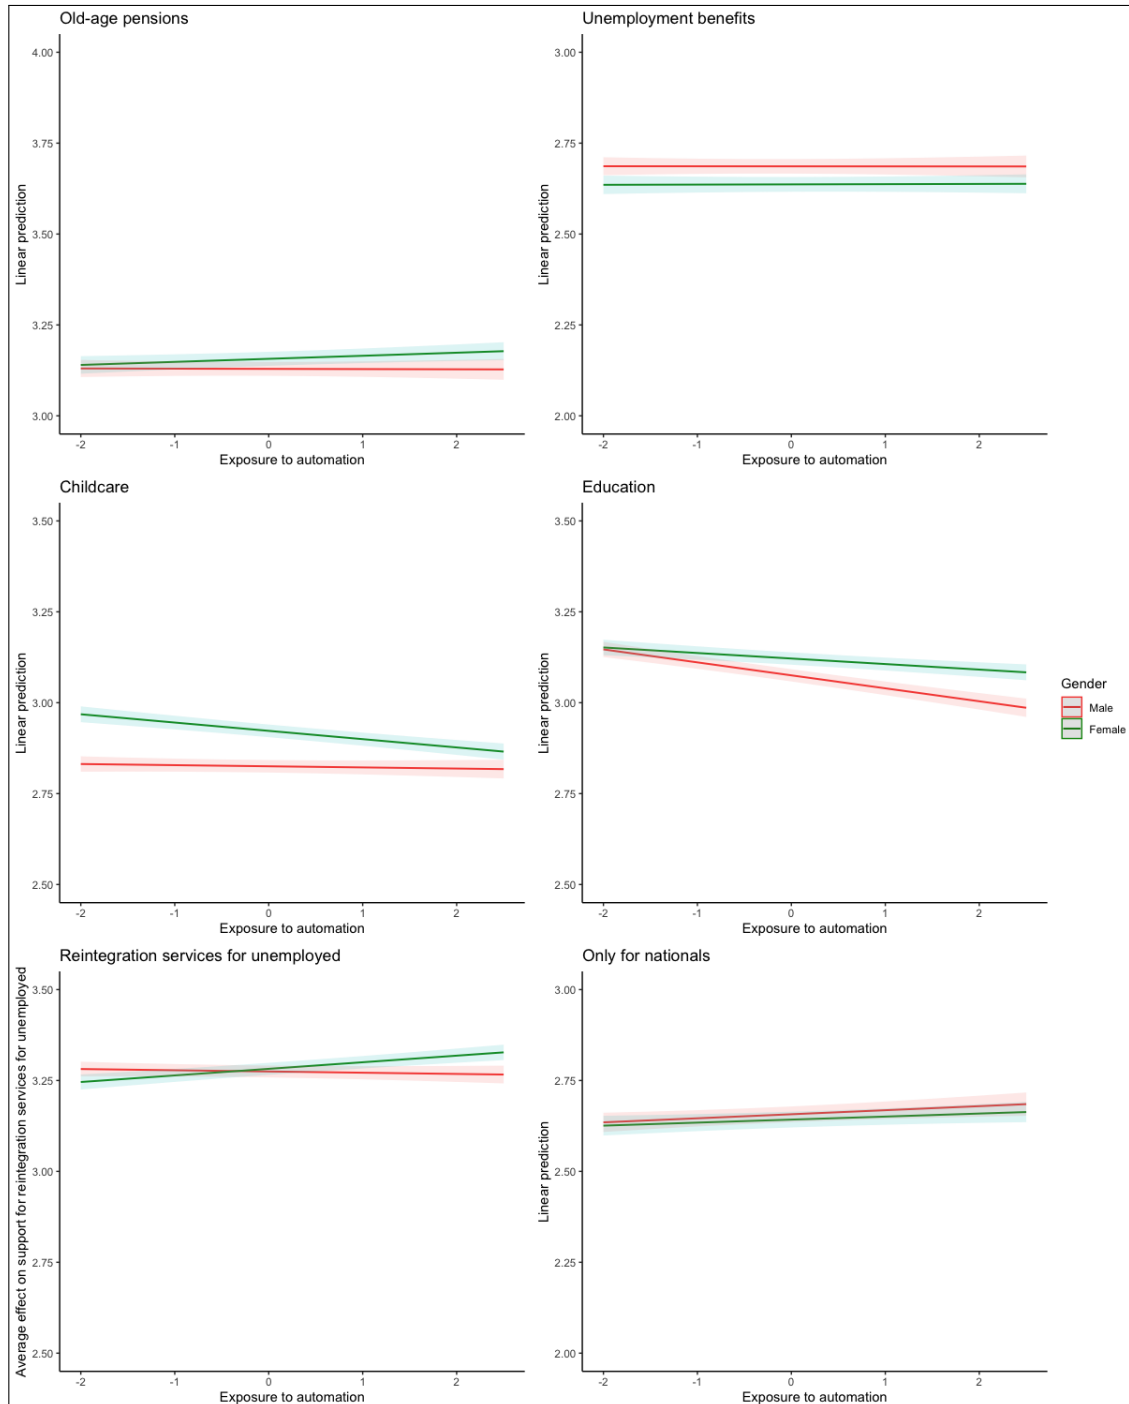 Old-age pensions
Linear prediction
4.00
3.75
3.50
3.25
3.00
-2 -1 0 1 2
Exposure to automation
Unemployment benefits
Linear prediction
3.00
2.75
2.50
2.25
2.00
-2 -1 0 1 2
Exposure to automation
Childcare
Linear prediction
3.50
3.25
3.00
2.75
2.50
-2 -1 0 1 2
Exposure to automation
Education
Linear prediction
3.50
3.25
3.00
2.75
2.50
-2 -1 0 1 2
Exposure to automation
Gender
Male
Female
Reintegration services for unemployed
Average effect on support for reintegration services for unemployed
3.50
3.25
3.00
2.75
2.50
-2 -1 0 1 2
Exposure to automation
Only for nationals
Linear prediction
3.00
2.75
2.50
2.25
2.00
-2 -1 0 1 2
Exposure to automation